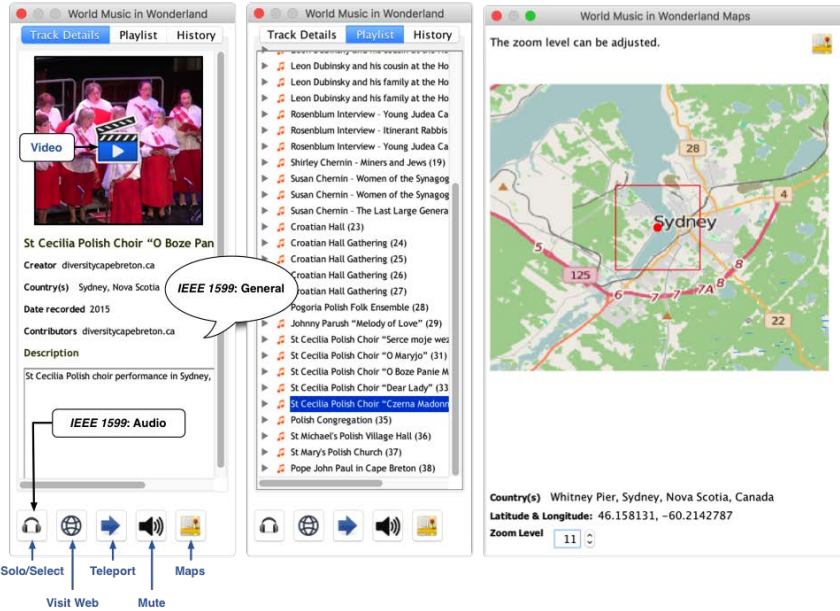 World Music in Wonderland
Track Details Playlist History
Video
St Cecilia Polish Choir “O Boze Pan
Creator diversitycapebreton.ca
Country(s) Sydney, Nova Scotia
Date recorded 2015
Contributors diversitycapebreton.ca
Description
St Cecilia Polish choir performance in Sydney,
IEEE 1599: General
IEEE 1599: Audio
Solo/Select
Visit Web
Teleport
Mute
Maps
World Music in Wonderland
Track Details Playlist History
Leon Dubinsky and his cousin at the Ho
Leon Dubinsky and his family at the Ho
Leon Dubinsky and his family at the Ho
Rosenblum Interview - Young Judea Ca
Rosenblum Interview - Itinerant Rabbis
Rosenblum Interview - Young Judea Ca
Shirley Chernin - Miners and Jews (19)
Susan Chernin - Women of the Synagog
Susan Chernin - Women of the Synagog
Susan Chernin - The Last Large Genera
Croatian Hall (23)
Croatian Hall Gathering (24)
Croatian Hall Gathering (25)
Croatian Hall Gathering (26)
Croatian Hall Gathering (27)
Pogoria Polish Folk Ensemble (28)
Johnny Parush “Melody of Love” (29)
St Cecilia Polish Choir “Serce moje wez
St Cecilia Polish Choir “O Maryjo” (31)
St Cecilia Polish Choir “O Boze Panie M
St Cecilia Polish Choir “Dear Lady” (33
St Cecilia Polish Choir “Czerna Madonn
Polish Congregation (35)
St Michael's Polish Village Hall (36)
St Mary's Polish Church (37)
Pope John Paul in Cape Breton (38)
World Music in Wonderland Maps
The zoom level can be adjusted.
28
4
Sydney
5
125
8
8
6 7 7 7A
22
Country(s) Whitney Pier, Sydney, Nova Scotia, Canada
Latitude & Longitude: 46.158131, -60.2142787
Zoom Level 11